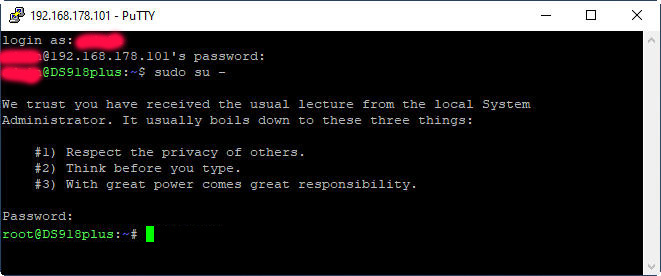 192.168.178.101 - PuTTY
login as:
@192.168.178.101's password:
@DS918plus:~$ sudo su -
We trust you have received the usual lecture from the local System
Administrator. It usually boils down to these three things:
#1) Respect the privacy of others.
#2) Think before you type.
#3) With great power comes great responsibility.
Password:
root@DS918plus:~#